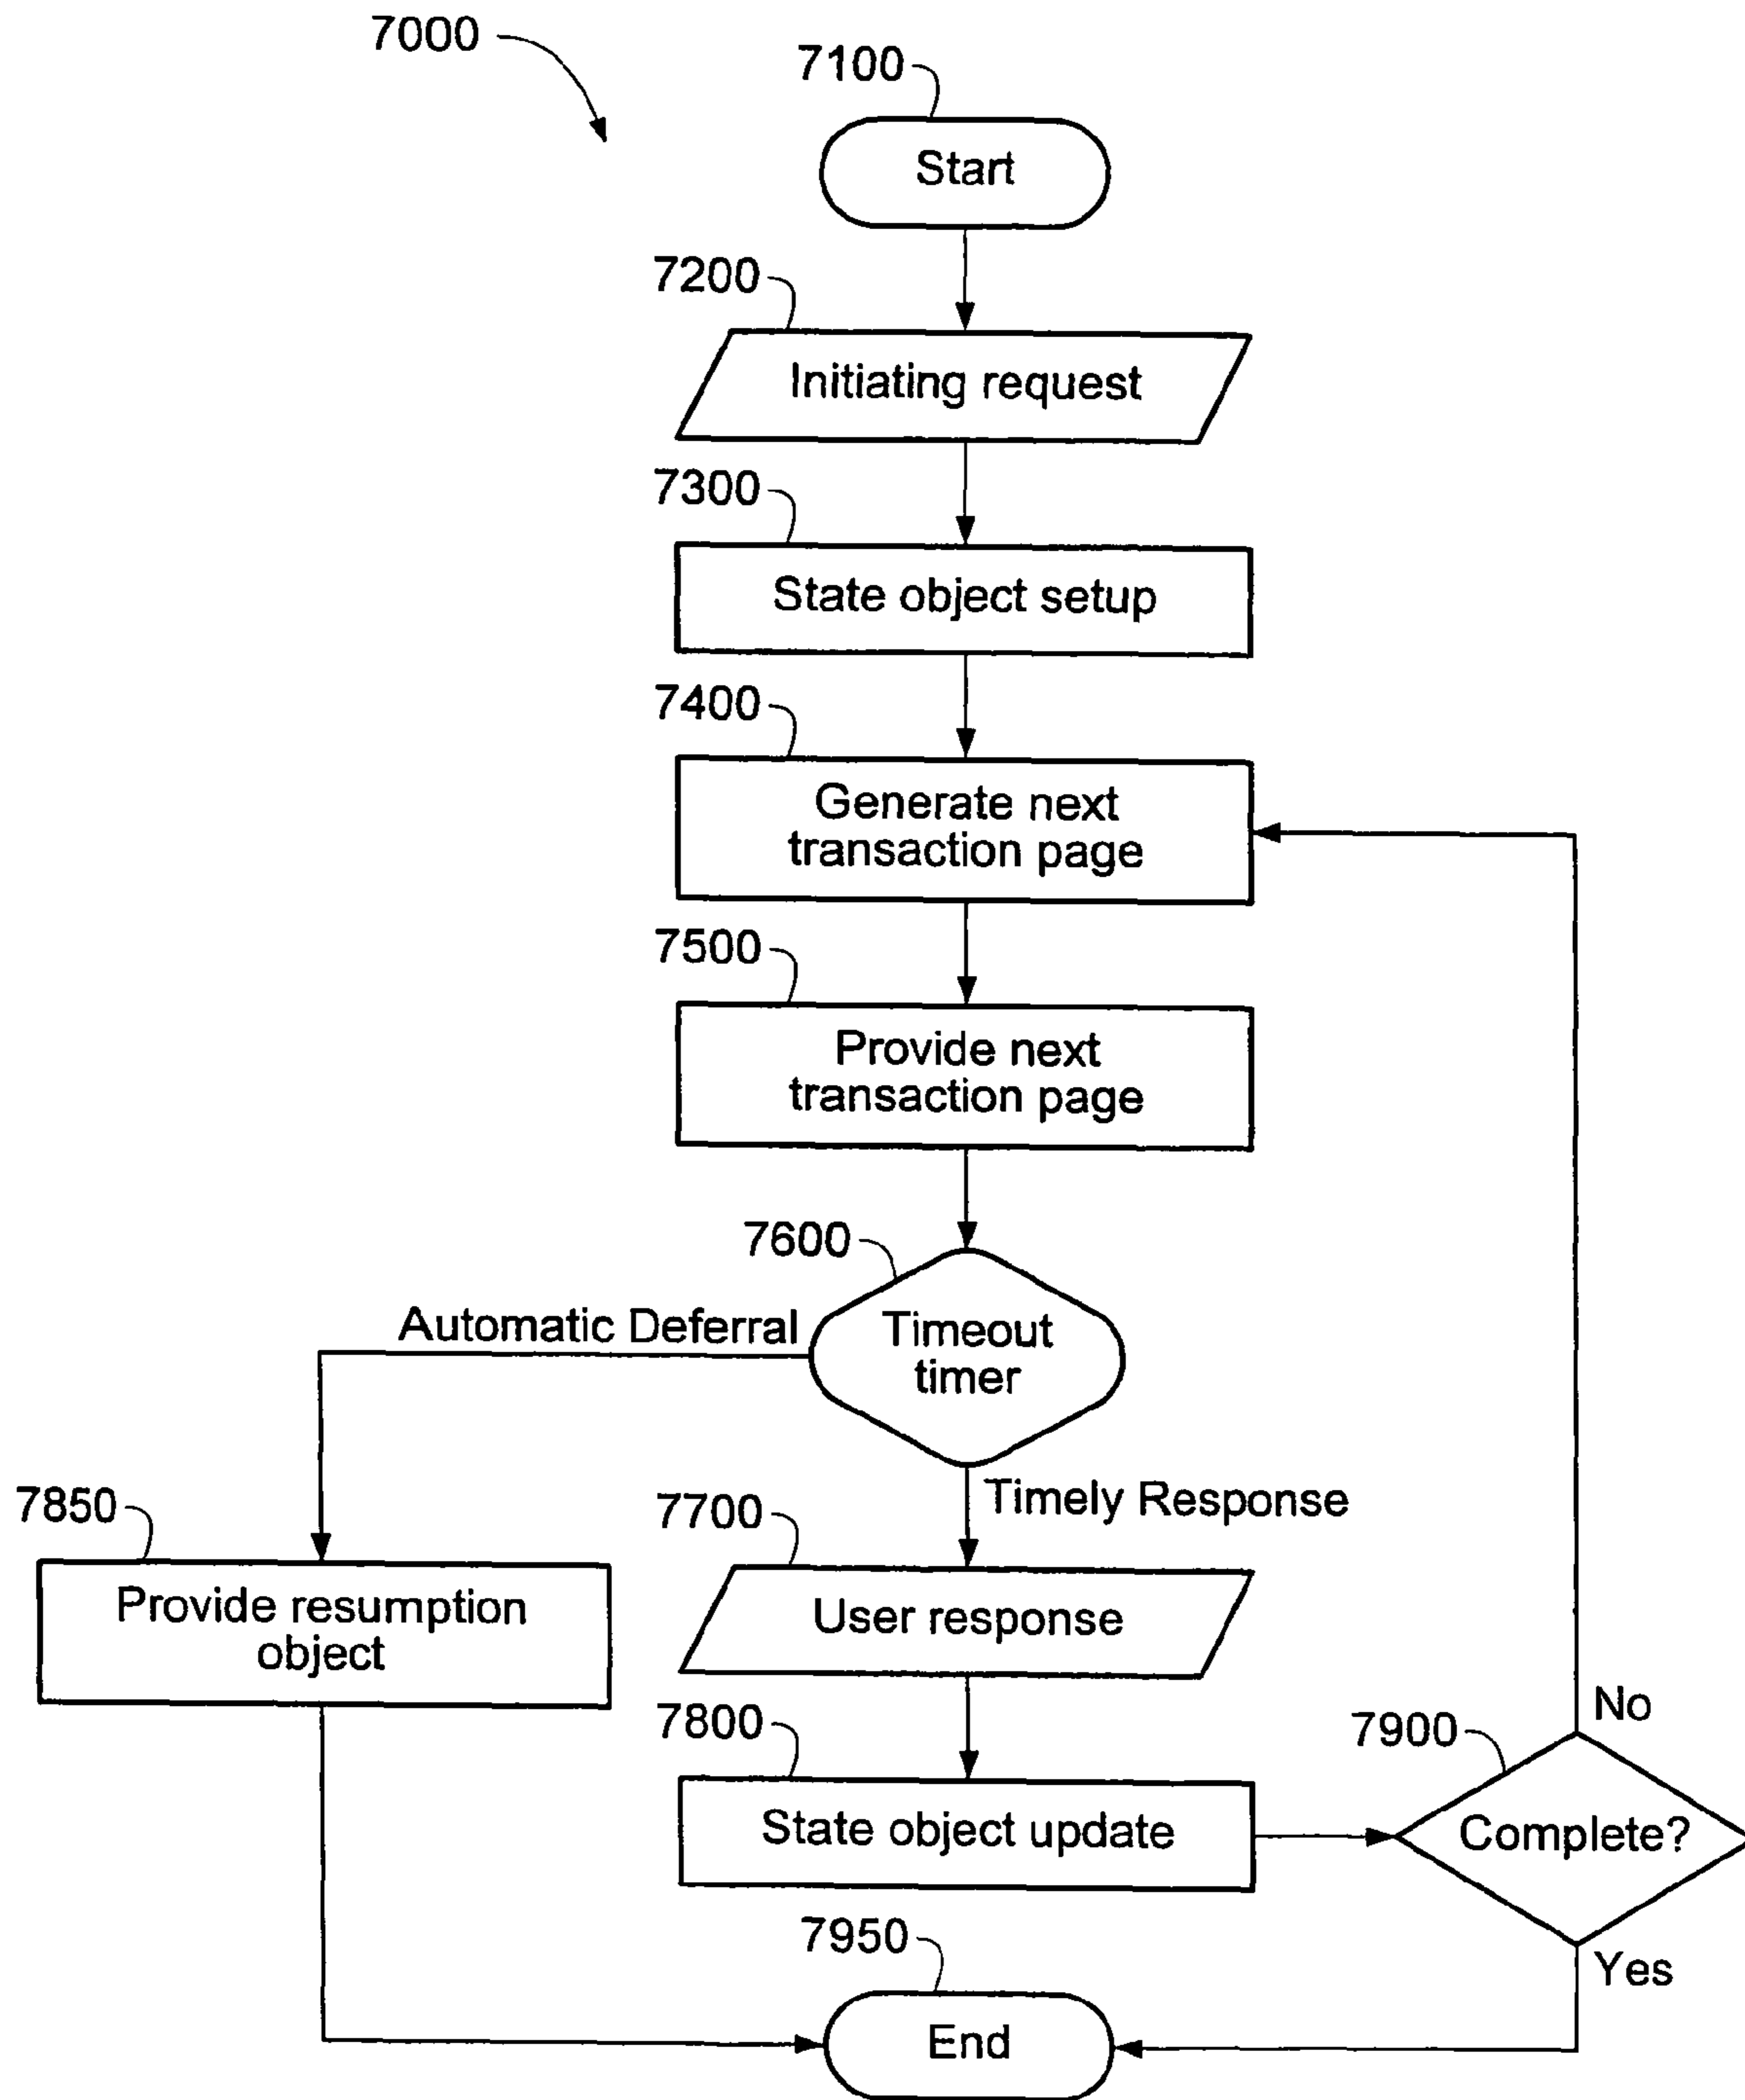 7000
7100
Start
7200
Initiating request
7300
State object setup
7400
Generate next
transaction page
7500
Provide next
transaction page
7600
Automatic Deferral
Timeout
timer
7850
7700
Timely Response
Provide resumption
object
User response
7800
No
7900
State object update
Complete?
7950
Yes
End